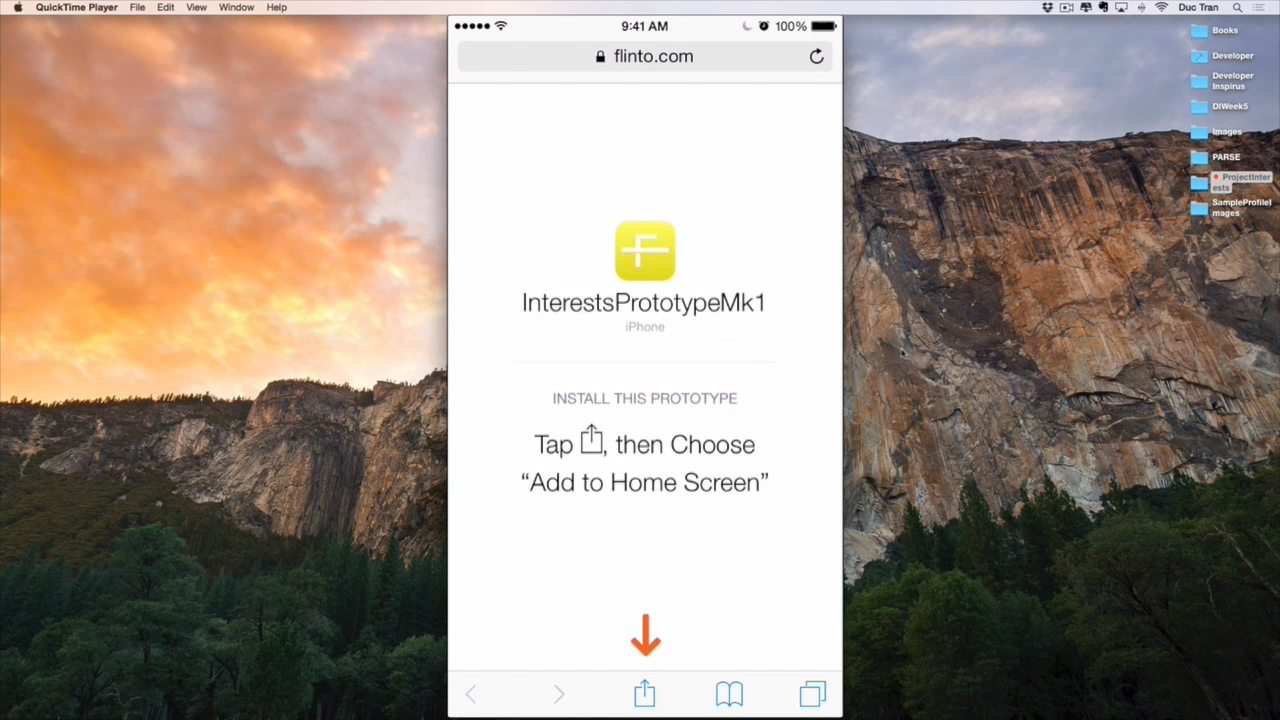 QuickTime Player File Edit View Window Help Duc Tran
9:41 AM 100%
flinto.com
InterestsPrototypeMk1
iPhone
INSTALL THIS PROTOTYPE
Tap , then Choose
“Add to Home Screen”
Books
Developer
Developer
Inspirus
DIWeek5
Images
PARSE
ProjectInter
ests
SampleProfileI
mages